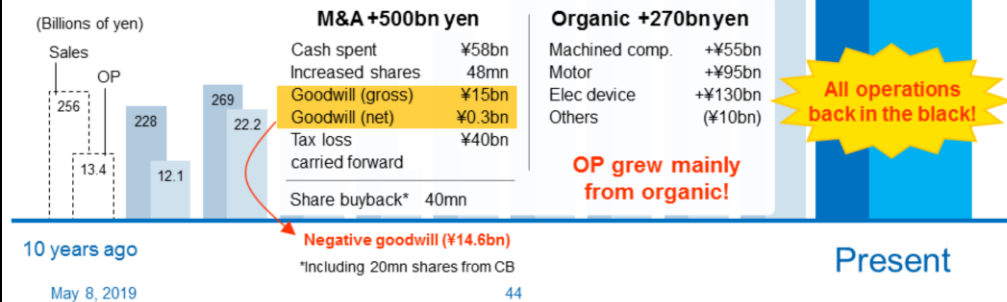 (Billions of yen)
Sales
OP
256
13.4
228
12.1
269
22.2
M&A +500bn yen
Cash spent ¥58bn
Increased shares 48mn
Goodwill (gross) ¥15bn
Goodwill (net) ¥0.3bn
Tax loss ¥40bn
carried forward
Share buyback* 40mn
Negative goodwill (¥14.6bn)
*Including 20mn shares from CB
Organic +270bnyen
Machined comp. +¥55bn
Motor +¥95bn
Elec device +¥130bn
Others (¥10bn)
OP grew mainly
from organic!
All operations
back in the black!
10 years ago
Present
May 8, 2019
44